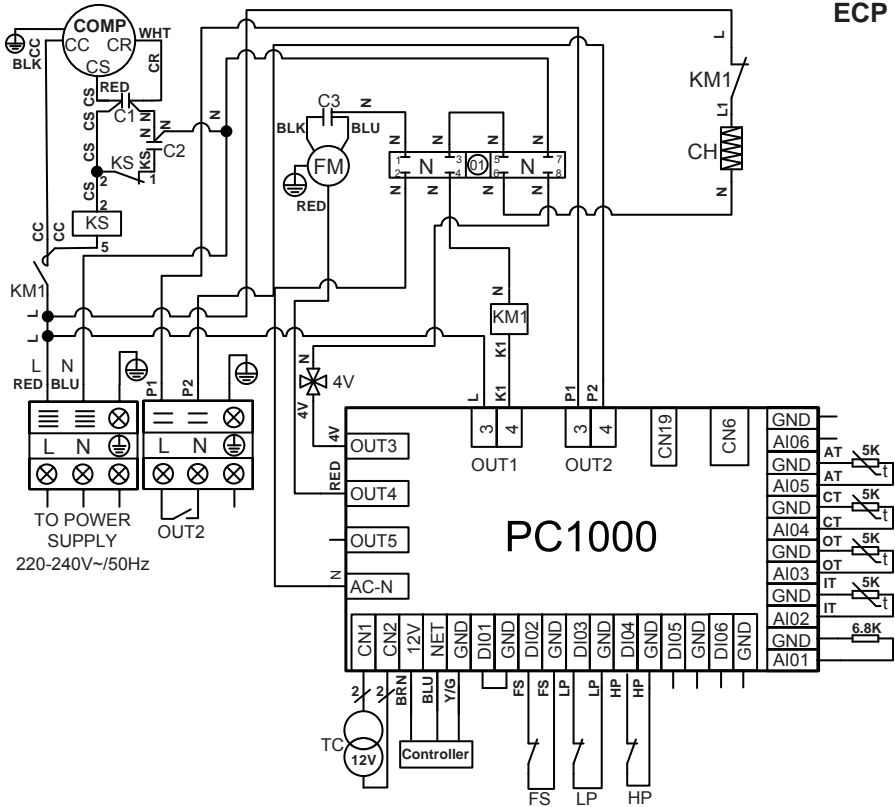 ECP
COMP
CC CR
CS
WHT
BLK
CC
CR
RED
CS CS
C1
N N N
C2
CS
KS
KS
2 1
CS
2
KS
5
CC CC
KM1
L
L
L N
RED BLU
P1 P2
L N
L N
TO POWER
SUPPLY
220-240V~/50Hz
OUT2
C3
N
BLK BLU
FM
RED
N N N N
1 3 5 7
N 01 N
2 4 6 8
N N N N
L
KM1
L1
CH
N
N
KM1
K1
N
4V
4V
L K1 P1 P2
3 4 3 4
OUT1 OUT2
CN19
CN6
4V
OUT3
RED
OUT4
OUT5
N
AC-N
PC1000
GND
AI06
GND
AI05
GND
AI04
GND
AI03
GND
AI02
GND
AI01
AT 5K
t
AT
CT 5K
t
CT
OT 5K
t
OT
IT 5K
t
IT
6.8K
CN1 CN2 12V NET GND DI01 GND DI02 GND DI03 GND DI04 GND DI05 GND DI06 GND
2 2 BRN BLU Y/G FS FS LP LP HP HP
TC
12V
Controller
FS LP HP